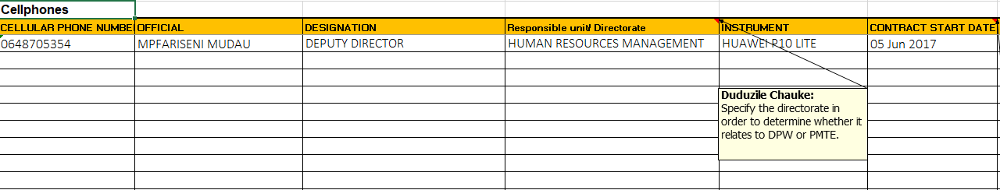 Cellphones
CELLULAR PHONE NUMBE OFFICIAL DESIGNATION Responsible unit/ Directorate INSTRUMENT CONTRACT START DATE
0648705354 MPFARISENI MUDAU DEPUTY DIRECTOR HUMAN RESOURCES MANAGEMENT HUAWEI P10 LITE 05 Jun 2017
Duduzile Chauke:
Specify the directorate in
order to determine whether it
relates to DPW or PMTE.